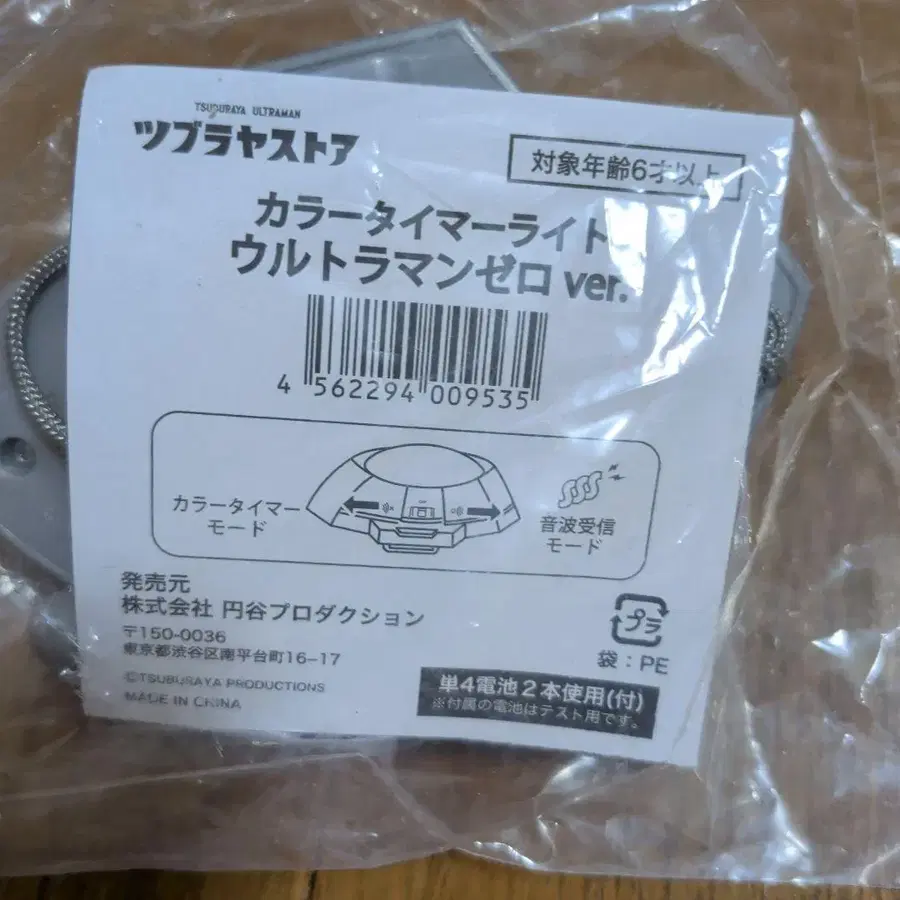 TSUBURAYA ULTRAMAN
ツブラヤストア
対象年齢6才以上
カラータイマーライト
ウルトラマンゼロ ver.
4 562294 009535
カラータイマー
モード
音波受信
モード
発売元
株式会社 円谷プロダクション
〒150-0036
東京都渋谷区南平台町16-17
©TSUBURAYA PRODUCTIONS
MADE IN CHINA
プラ
袋：PE
単4電池2本使用(付)
※付属の電池はテスト用です。